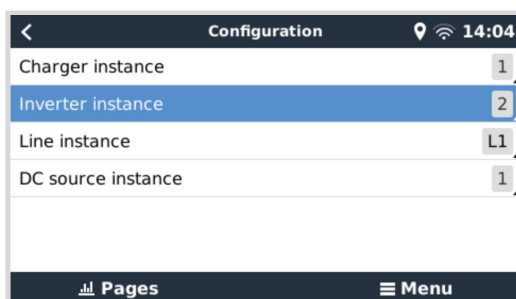 Configuration 14:04
Charger instance 1
Inverter instance 2
Line instance L1
DC source instance 1
Pages Menu